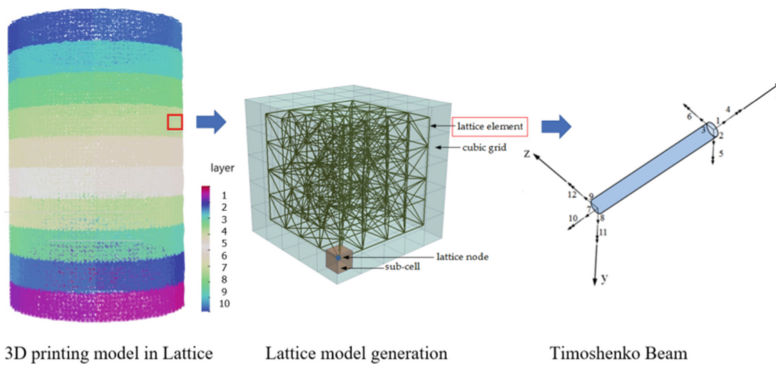 layer
1
2
3
4
5
6
7
8
9
10
lattice element
cubic grid
lattice node
sub-cell
6
3
1
2
4
5
Z
12
9
7
8
10
11
y
3D printing model in Lattice
Lattice model generation
Timoshenko Beam